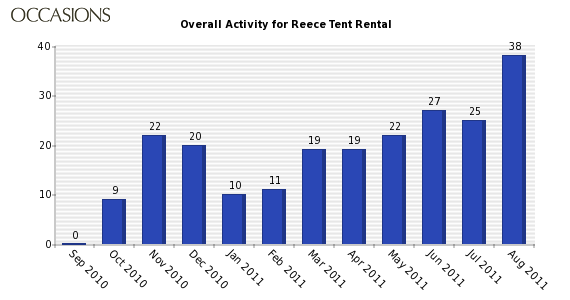 OCCASIONS
Overall Activity for Reece Tent Rental
40
30
20
10
0
0
9
22
20
10
11
19
19
22
27
25
38
Sep 2010
Oct 2010
Nov 2010
Dec 2010
Jan 2011
Feb 2011
Mar 2011
Apr 2011
May 2011
Jun 2011
Jul 2011
Aug 2011